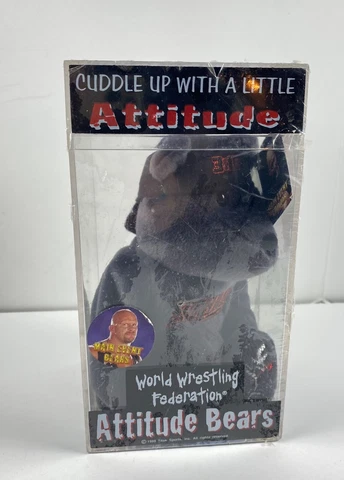 CUDDLE UP WITH A LITTLE
Attitude
MAIN EVENT
BEARS
World Wrestling
Federation®
Attitude Bears